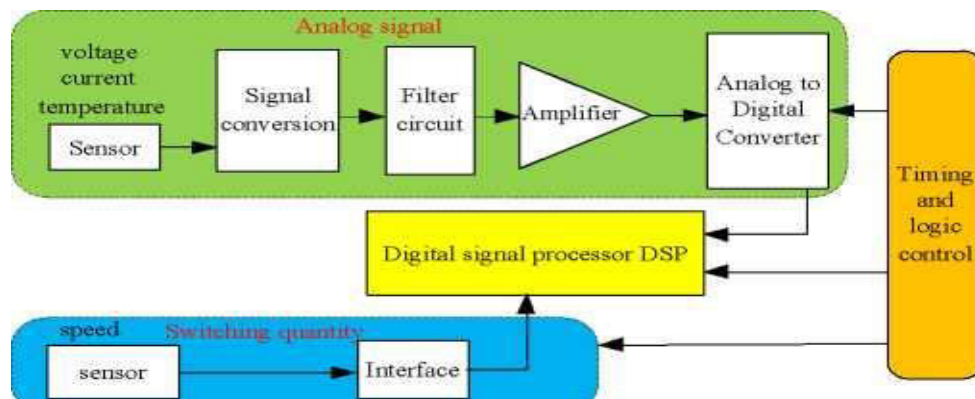 Analog signal
voltage
current
temperature
Sensor
Signal
conversion
Filter
circuit
Amplifier
Analog to
Digital
Converter
Timing
and
logic
control
Digital signal processor DSP
speed
Switching quantity
sensor
Interface